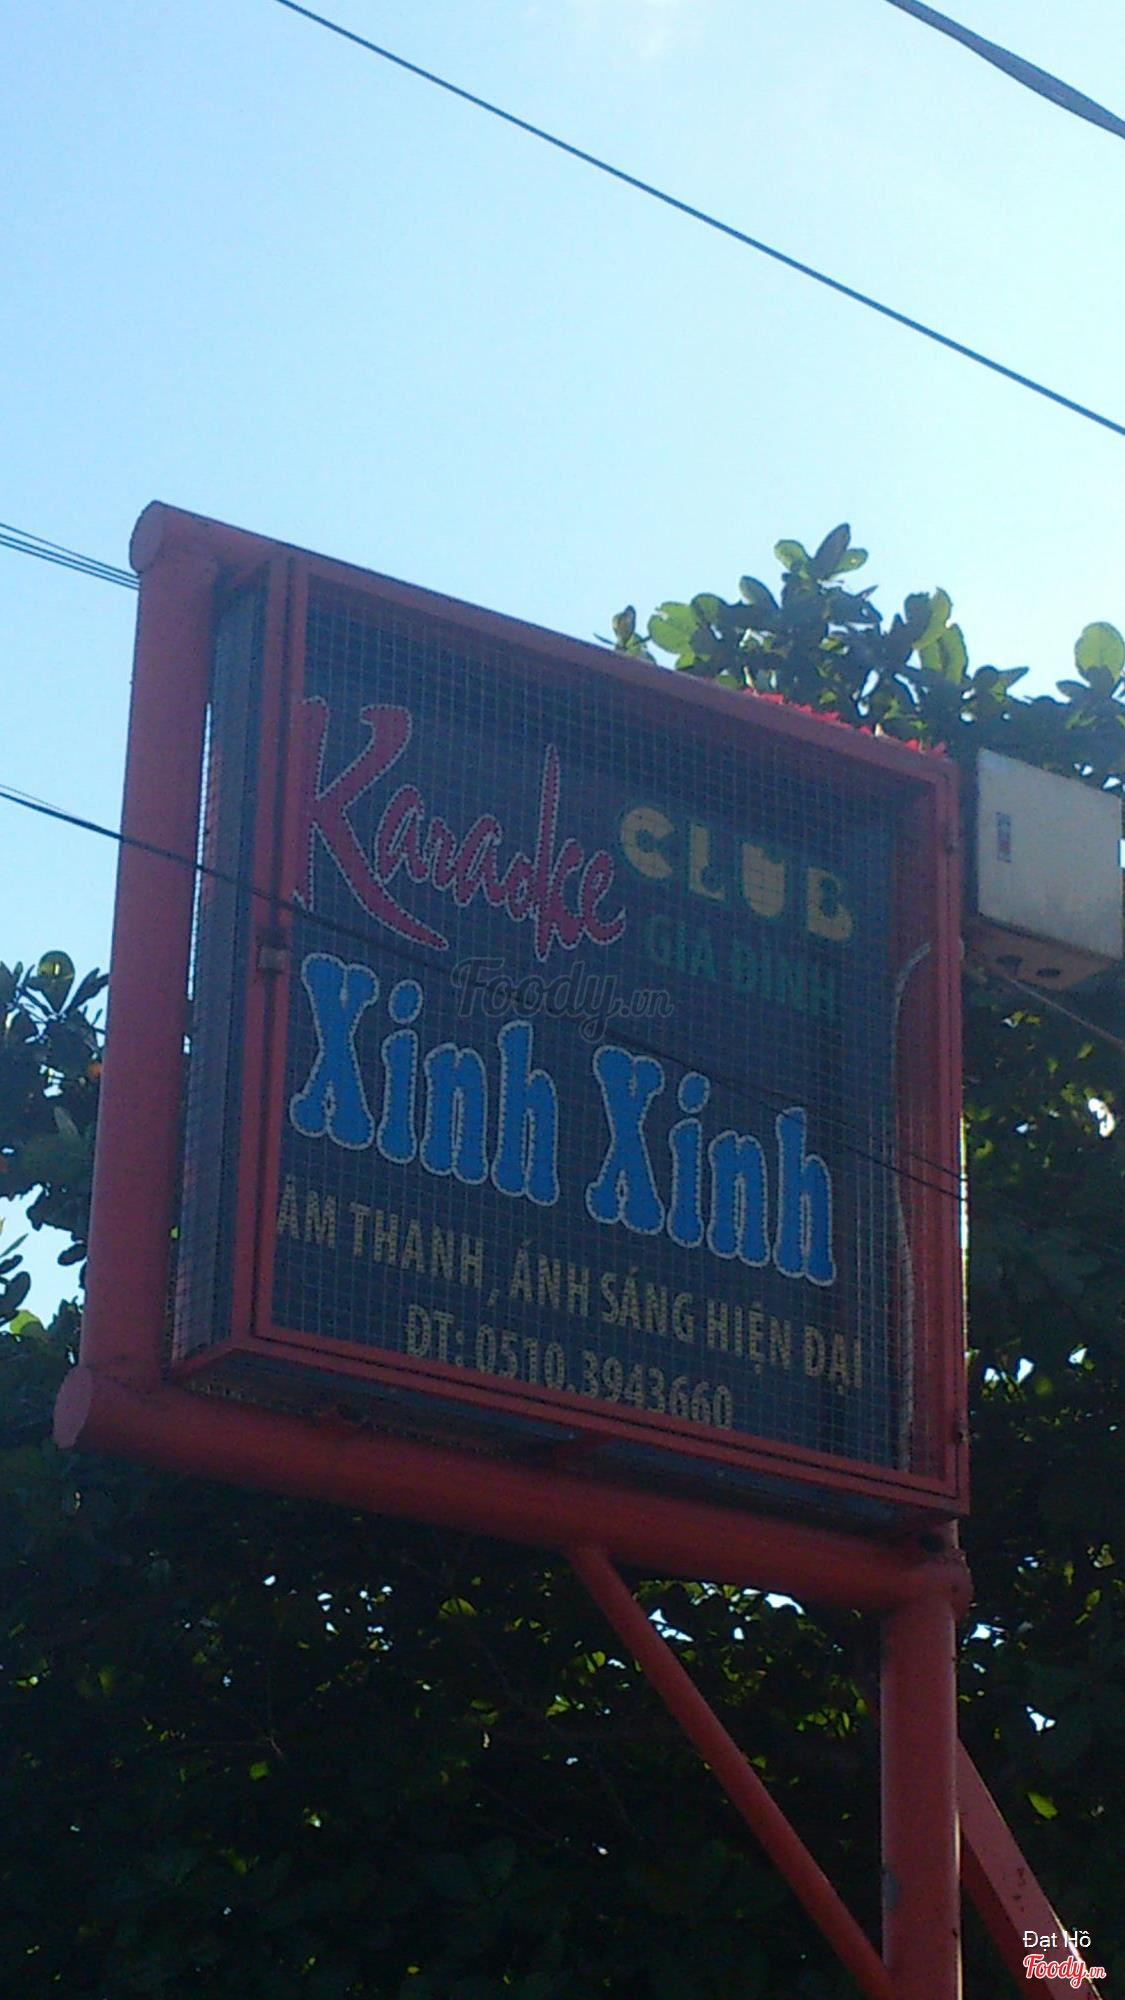 Karaoke CLUB
GIA ĐÌNH
Foody.vn
Xinh Xinh
ÂM THANH, ÁNH SÁNG HIỆN ĐẠI
ĐT: 0510.3943660
Đạt Hồ
Foody.vn